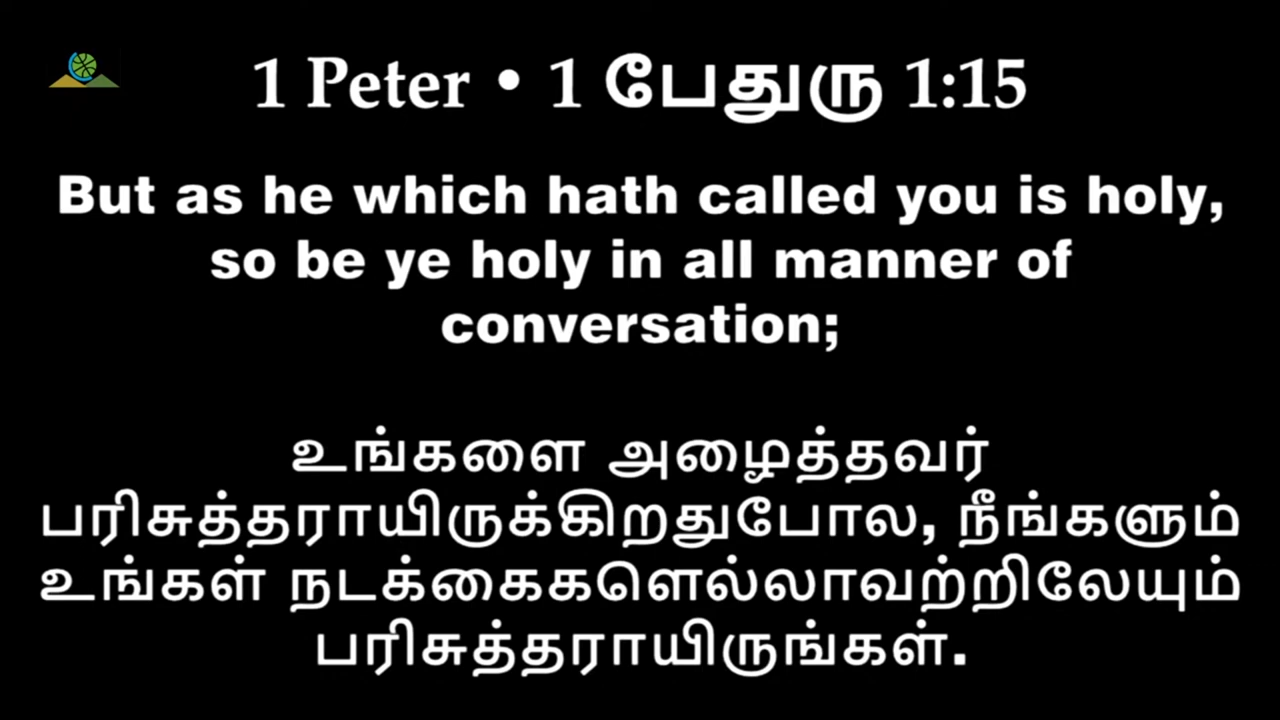 1 Peter • 1 பேதுரு 1:15
But as he which hath called you is holy,
so be ye holy in all manner of
conversation;
உங்களை அழைத்தவர்
பரிசுத்தராயிருக்கிறதுபோல, நீங்களும்
உங்கள் நடக்கைகளெல்லாவற்றிலேயும்
பரிசுத்தராயிருங்கள்.